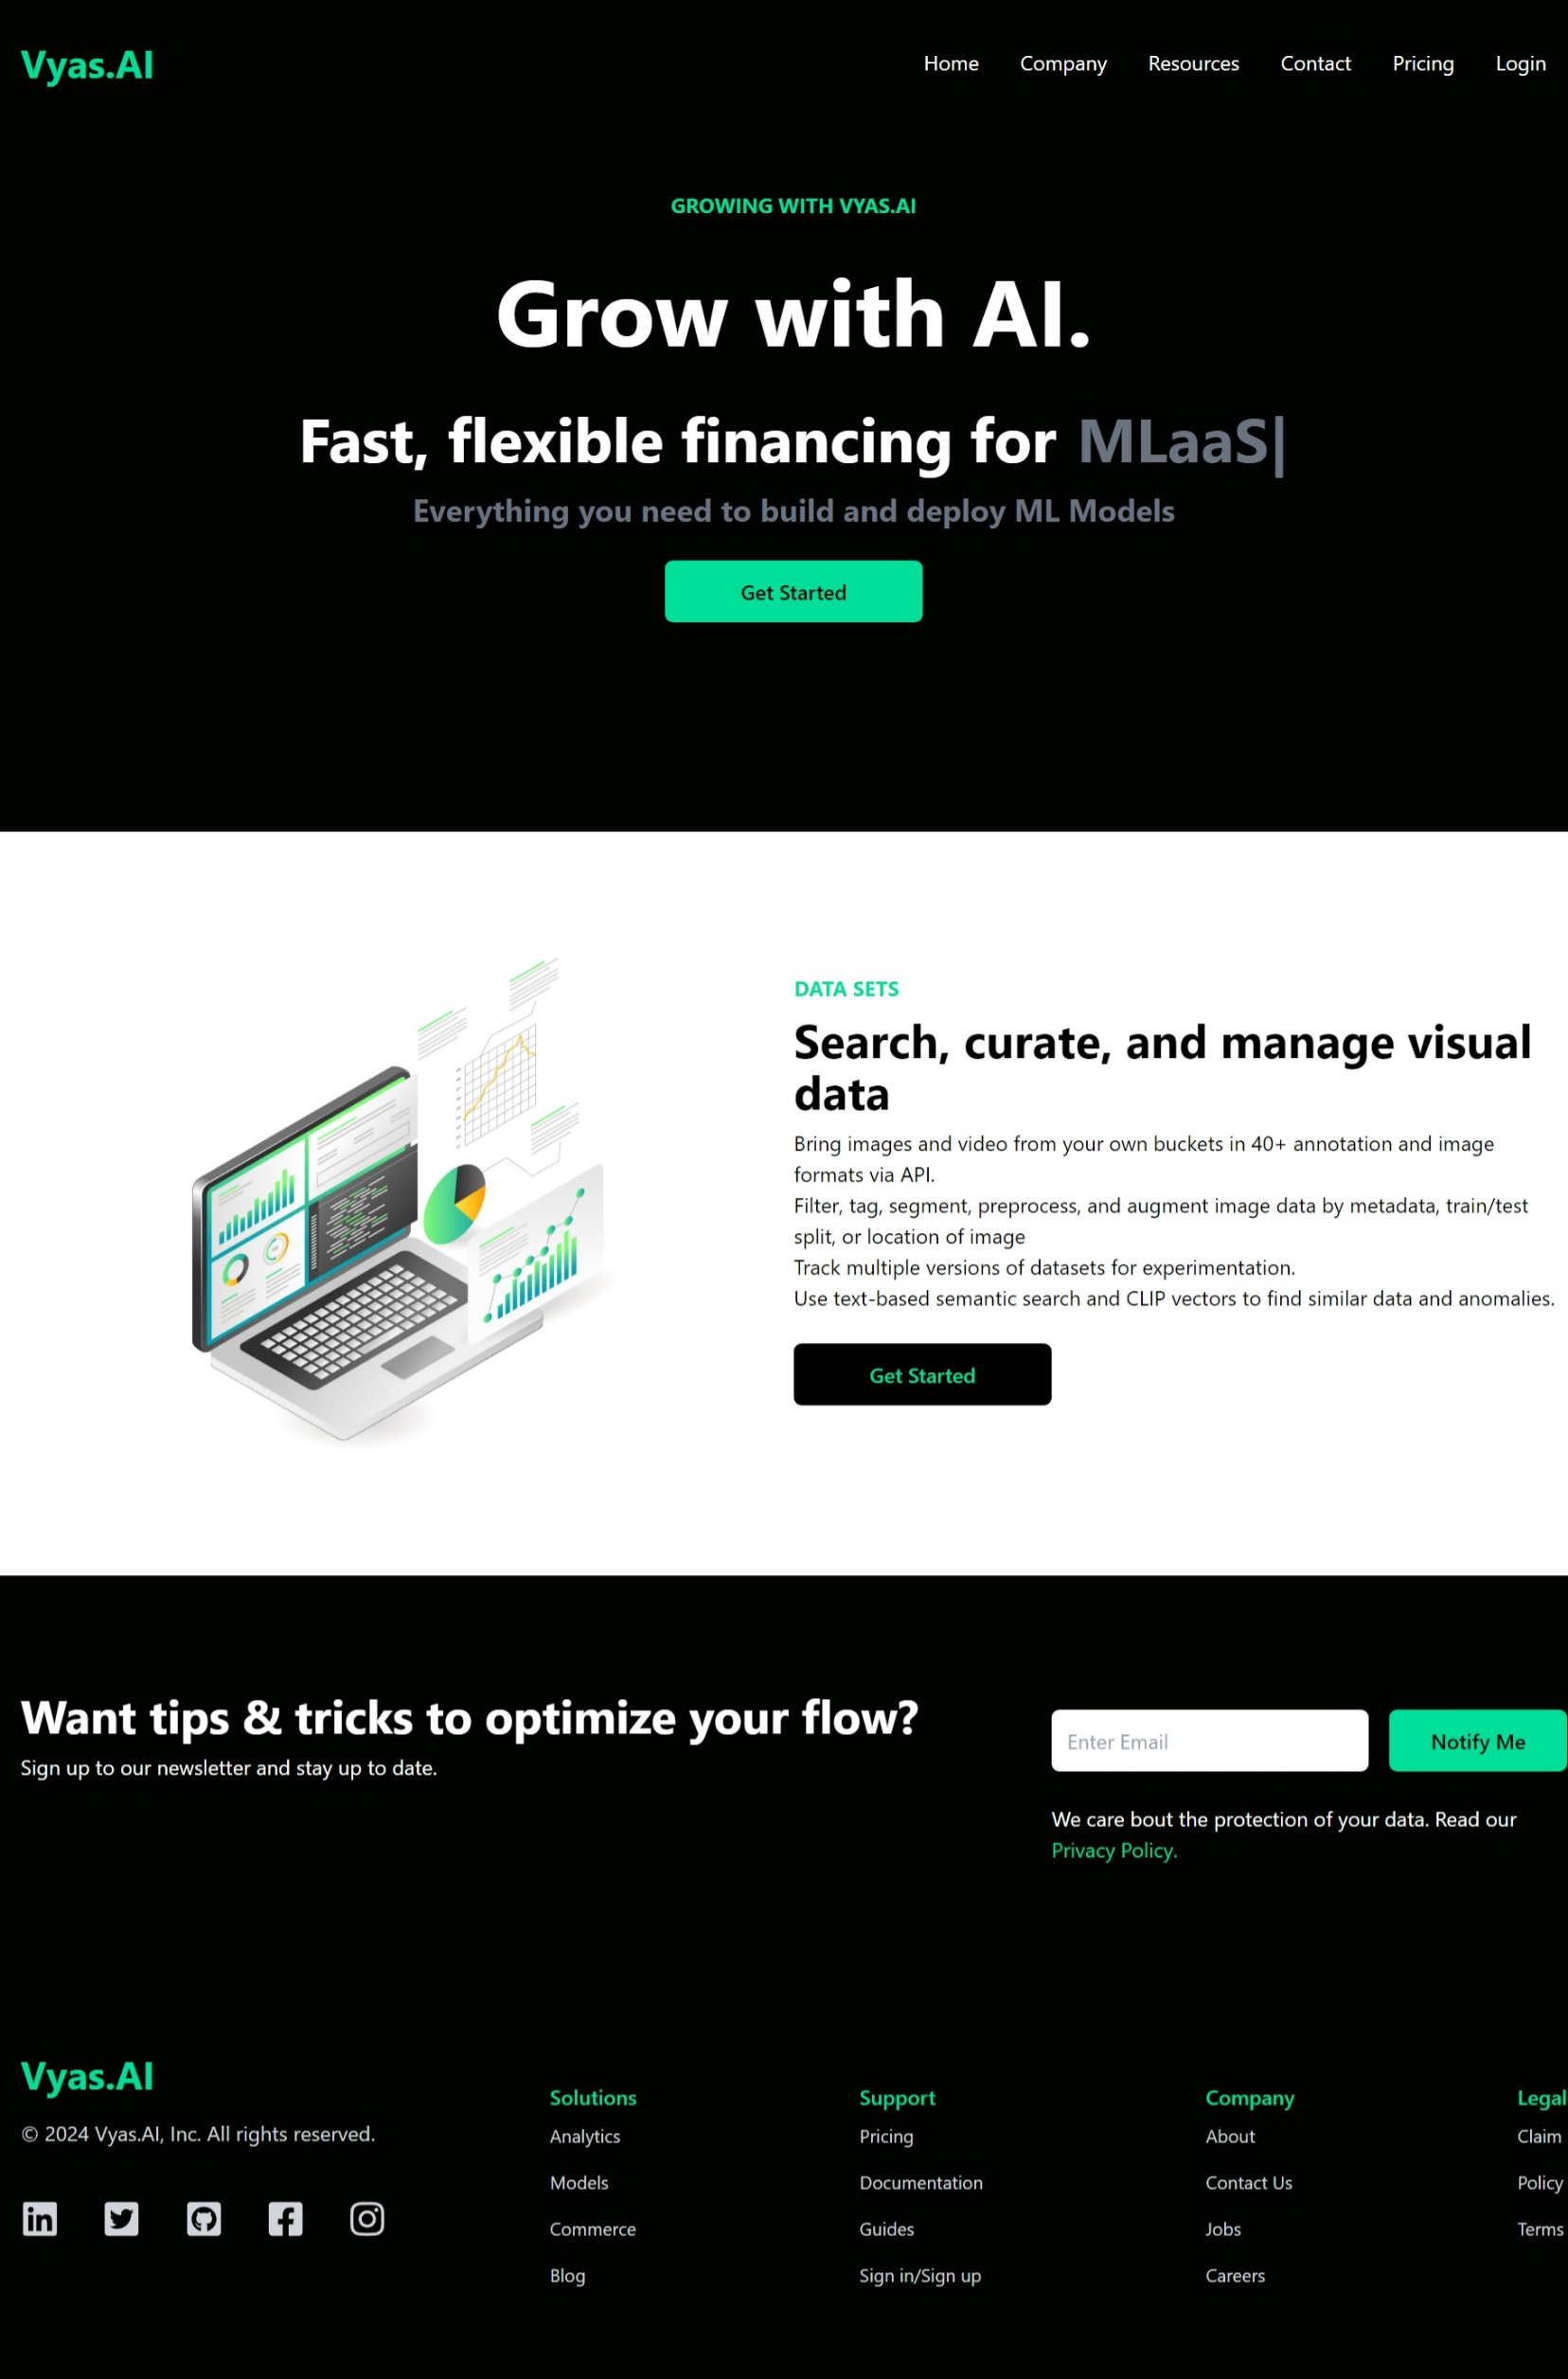 Vyas.AI
Home Company Resources Contact Pricing Login
GROWING WITH VYAS.AI
Grow with AI.
Fast, flexible financing for MLaaS|
Everything you need to build and deploy ML Models
Get Started
DATA SETS
Search, curate, and manage visual
data
Bring images and video from your own buckets in 40+ annotation and image
formats via API.
Filter, tag, segment, preprocess, and augment image data by metadata, train/test
split, or location of image
Track multiple versions of datasets for experimentation.
Use text-based semantic search and CLIP vectors to find similar data and anomalies.
Get Started
Want tips & tricks to optimize your flow?
Sign up to our newsletter and stay up to date.
Enter Email
Notify Me
We care bout the protection of your data. Read our
Privacy Policy.
Vyas.AI
© 2024 Vyas.AI, Inc. All rights reserved.
Solutions
Analytics
Models
Commerce
Blog
Support
Pricing
Documentation
Guides
Sign in/Sign up
Company
About
Contact Us
Jobs
Careers
Legal
Claim
Policy
Terms